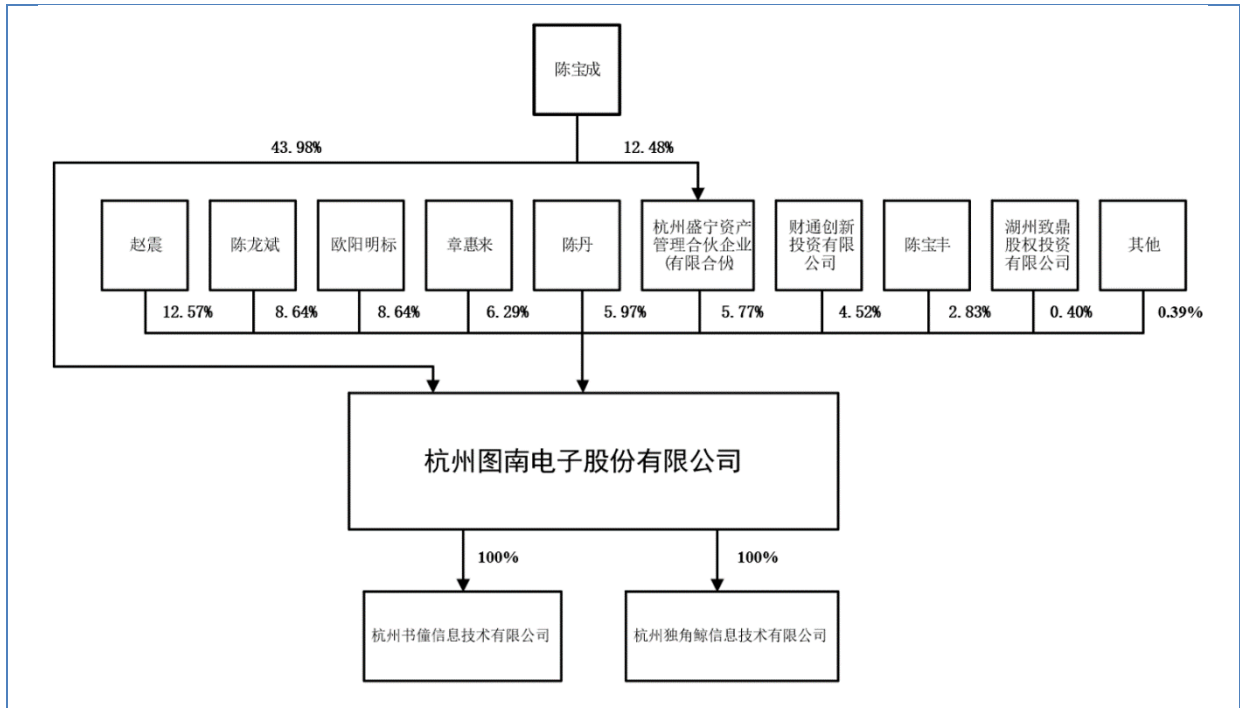 陈宝成
43.98%
12.48%
赵震
陈龙斌
欧阳明标
章惠来
陈丹
杭州盛宁资产
管理合伙企业
(有限合伙)
财通创新
投资有限
公司
陈宝丰
湖州致鼎
股权投资
有限公司
其他
12.57%
8.64%
8.64%
6.29%
5.97%
5.77%
4.52%
2.83%
0.40%
0.39%
杭州图南电子股份有限公司
100%
100%
杭州书僮信息技术有限公司
杭州独角鲸信息技术有限公司